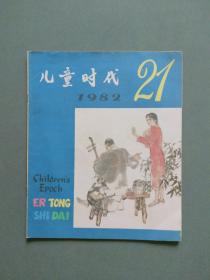 儿童时代 21
1982
Children's
Epoch
ER TONG
SHI DAI